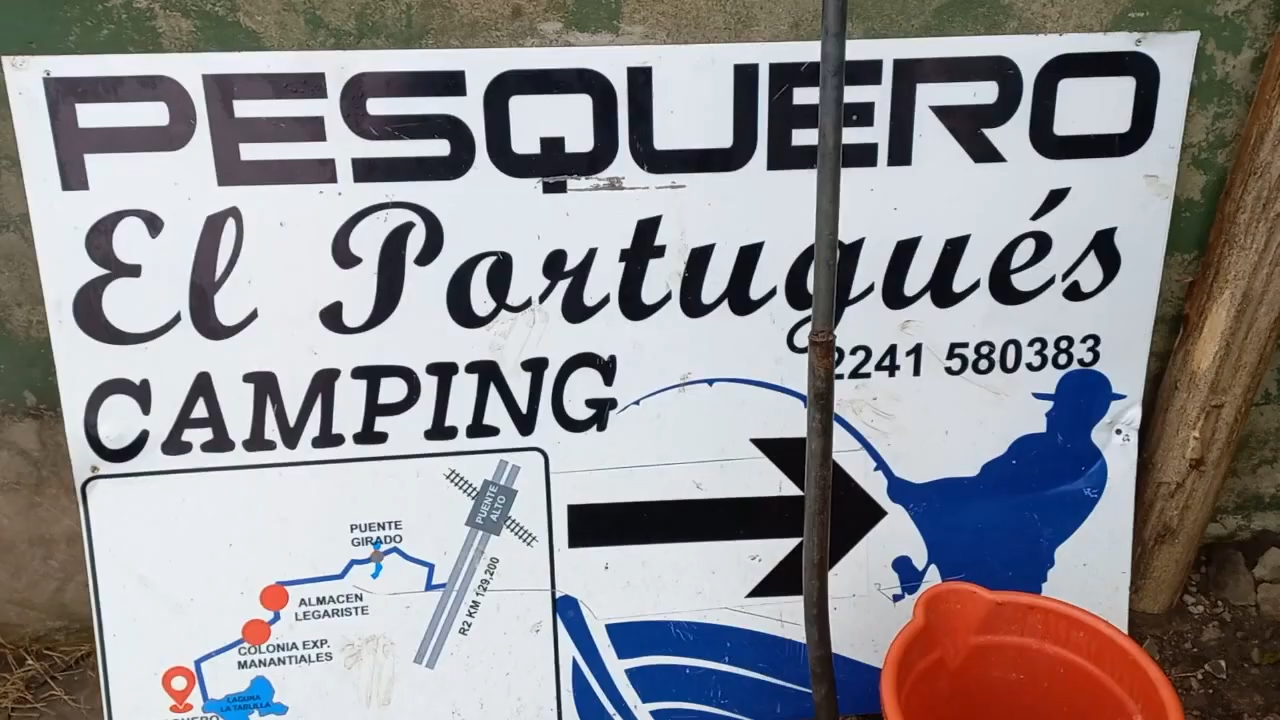 PESQUERO
El Portugués
2241 580383
CAMPING
PUENTE
ALTO
PUENTE
GIRADO
R2 KM 129,200
ALMACEN
LEGARISTE
COLONIA EXP.
MANANTIALES
LAGUNA
LA TABLILLA